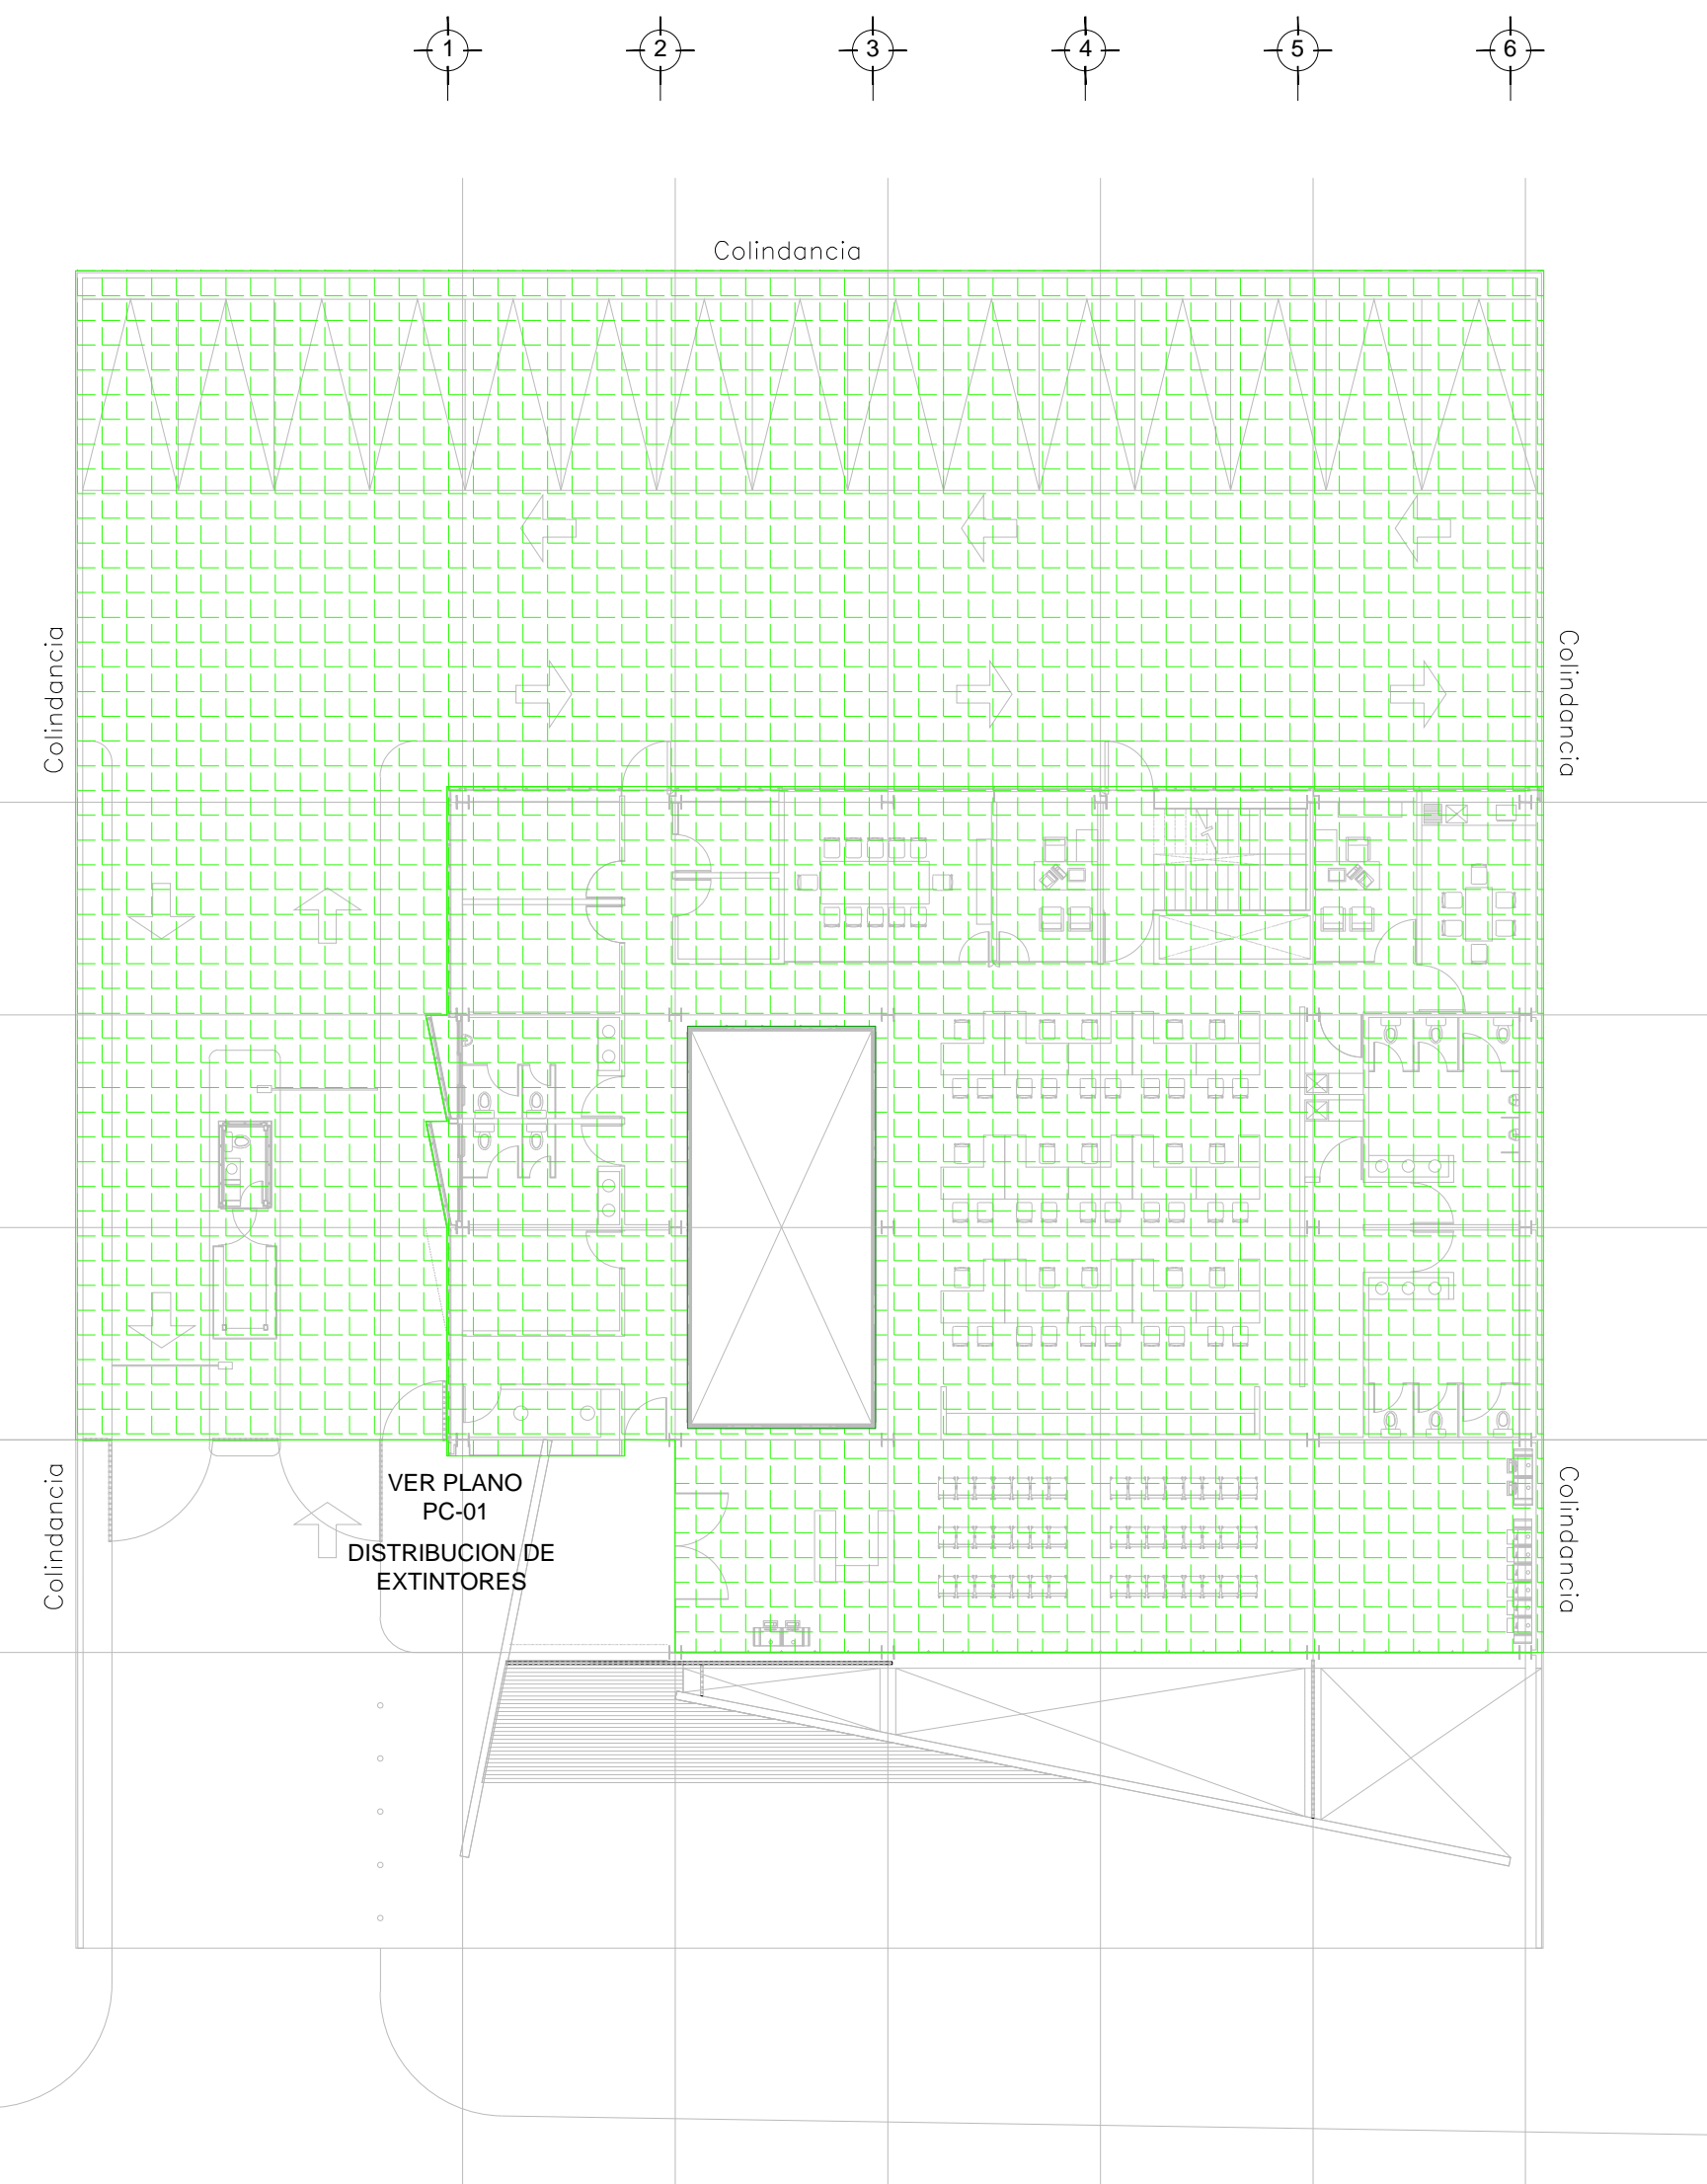 1 2 3 4 5 6
Colindancia
Colindancia
Colindancia
VER PLANO
PC-01
DISTRIBUCION DE
EXTINTORES
Colindancia
Colindancia